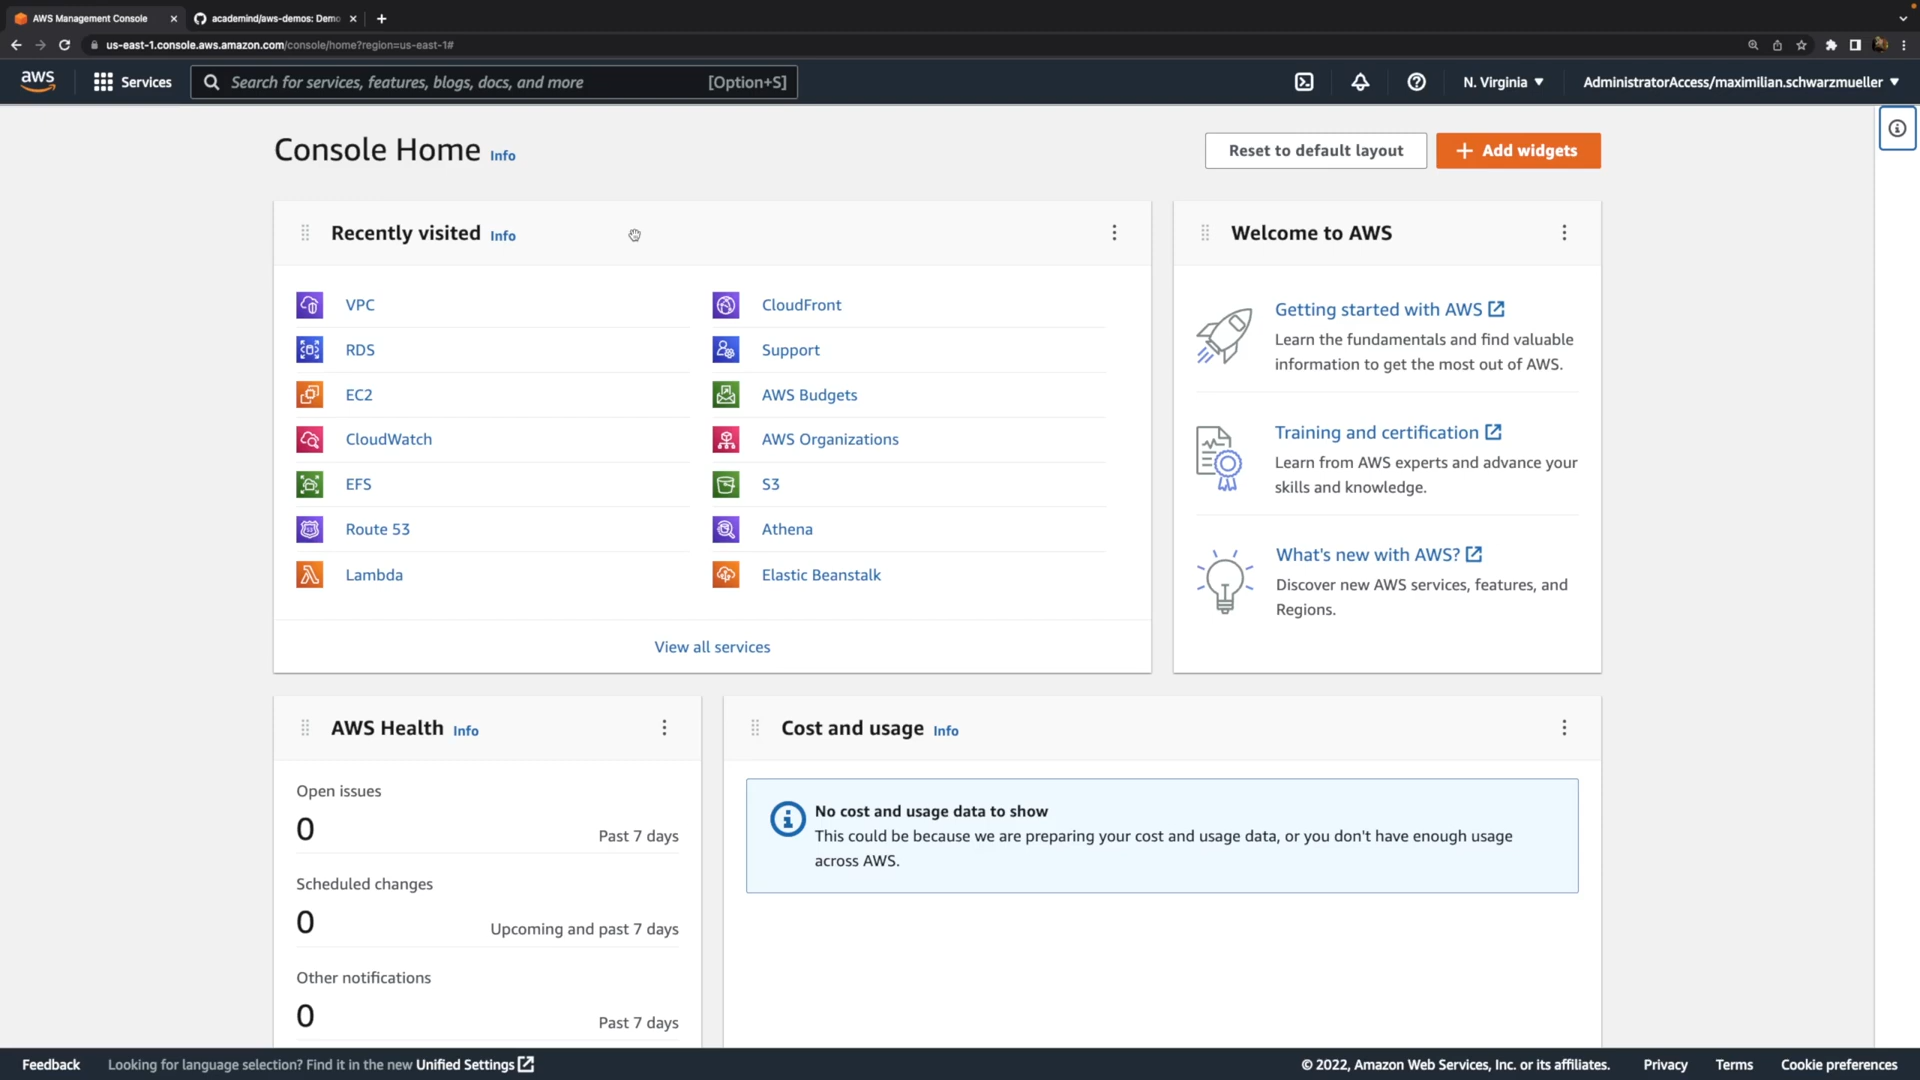 AWS Management Console
academind/aws-demos: Demo
us-east-1.console.aws.amazon.com/console/home?region=us-east-1#
aws
Services
Search for services, features, blogs, docs, and more
[Option+S]
N. Virginia
AdministratorAccess/maximilian.schwarzmueller
Console Home Info
Reset to default layout
Add widgets
Recently visited Info
VPC
RDS
EC2
CloudWatch
EFS
Route 53
Lambda
CloudFront
Support
AWS Budgets
AWS Organizations
S3
Athena
Elastic Beanstalk
View all services
Welcome to AWS
Getting started with AWS
Learn the fundamentals and find valuable
information to get the most out of AWS.
Training and certification
Learn from AWS experts and advance your
skills and knowledge.
What's new with AWS?
Discover new AWS services, features, and
Regions.
AWS Health Info
Open issues
0
Past 7 days
Scheduled changes
0
Upcoming and past 7 days
Other notifications
0
Past 7 days
Cost and usage Info
No cost and usage data to show
This could be because we are preparing your cost and usage data, or you don't have enough usage
across AWS.
Feedback
Looking for language selection? Find it in the new Unified Settings
© 2022, Amazon Web Services, Inc. or its affiliates.
Privacy
Terms
Cookie preferences